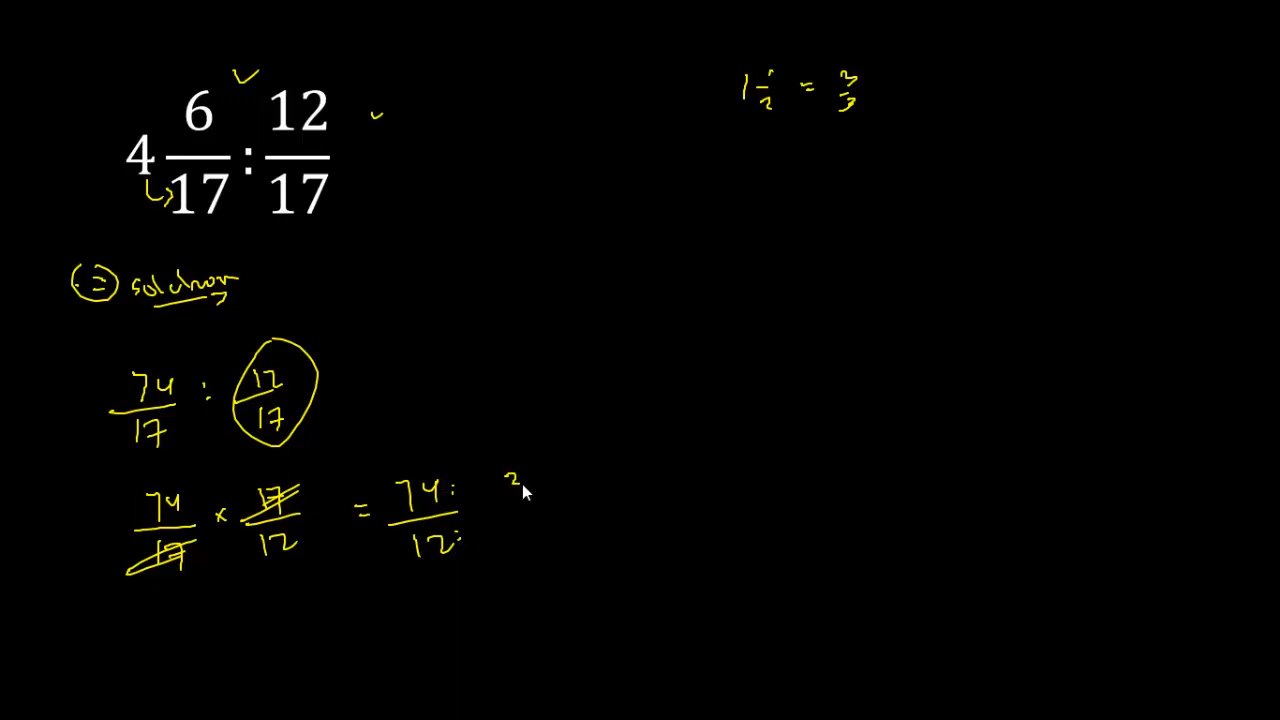 4 6/17 : 12/17
1 1/2 = 3/3
solution
74/17 : 12/17
74/17 × 17/12 = 74:/12: 2